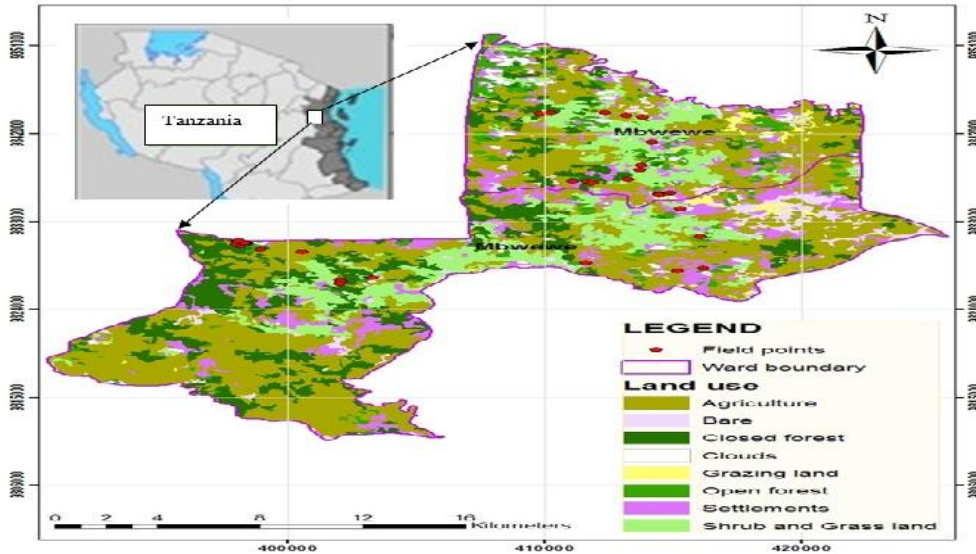 N
Tanzania
Mbwewe
Mbwewe
LEGEND
Field points
Ward boundary
Land use
Agriculture
Bare
Closed forest
Clouds
Grazing land
Open forest
Settlements
Shrub and Grass land
0 2 4 8 12 16
Kilometers
400000 410000 420000